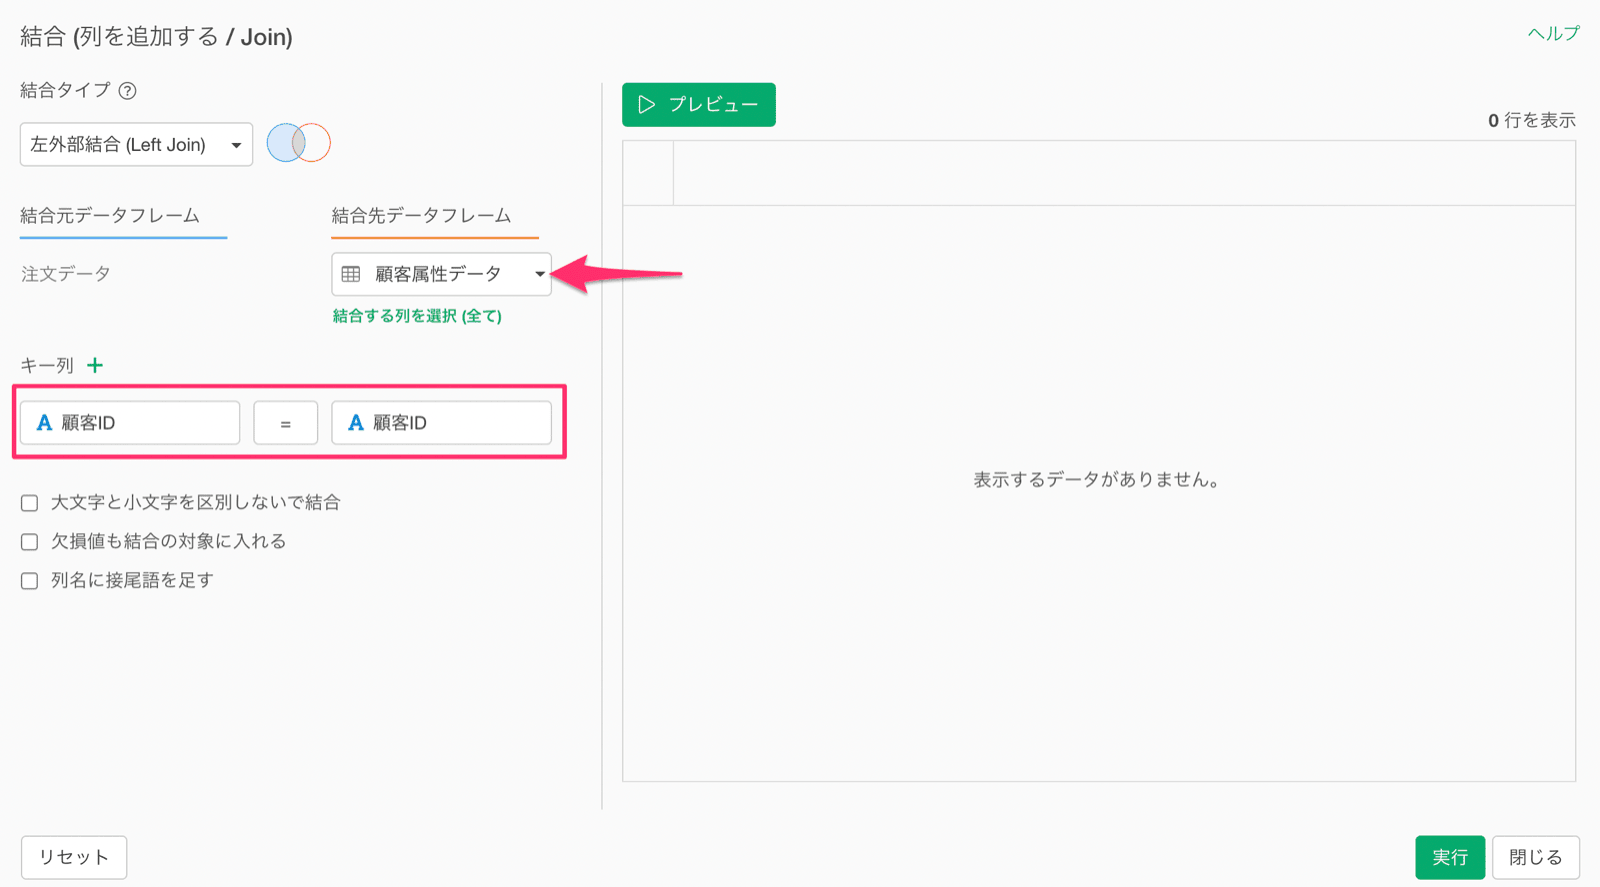 結合 (列を追加する / Join)
ヘルプ
結合タイプ ?
左外部結合 (Left Join)
プレビュー
0 行を表示
結合元データフレーム
結合先データフレーム
注文データ
顧客属性データ
結合する列を選択 (全て)
キー列 +
A 顧客ID
=
A 顧客ID
表示するデータがありません。
大文字と小文字を区別しないで結合
欠損値も結合の対象に入れる
列名に接尾語を足す
リセット
実行
閉じる